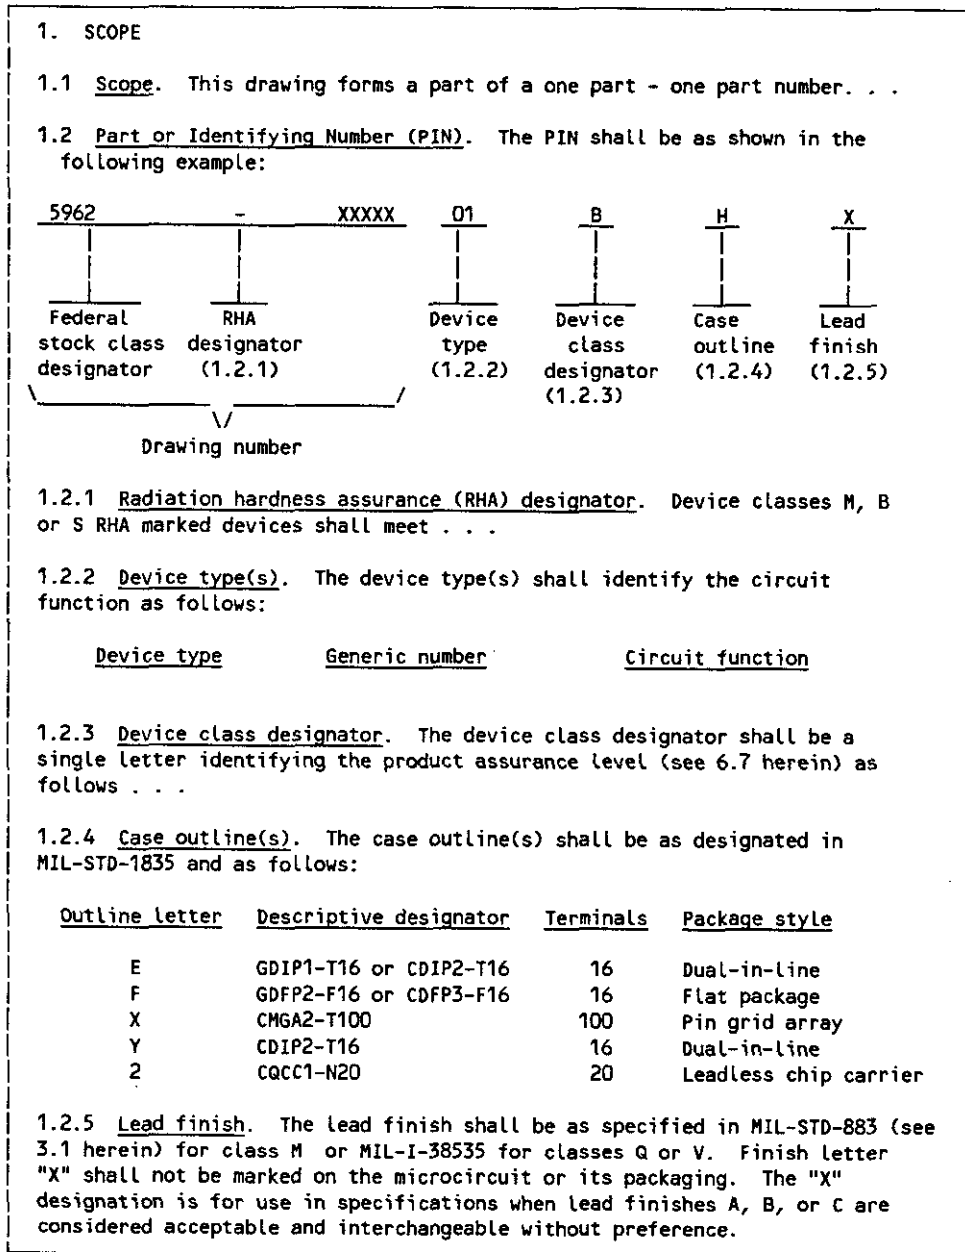 1. SCOPE
1.1 Scope. This drawing forms a part of a one part - one part number. . .
1.2 Part or Identifying Number (PIN). The PIN shall be as shown in the
following example:
5962 - XXXXX 01 B H X
Federal RHA Device Device Case Lead
stock class designator type class outline finish
designator (1.2.1) (1.2.2) designator (1.2.4) (1.2.5)
(1.2.3)
Drawing number
1.2.1 Radiation hardness assurance (RHA) designator. Device classes M, B
or S RHA marked devices shall meet . . .
1.2.2 Device type(s). The device type(s) shall identify the circuit
function as follows:
Device type Generic number Circuit function
1.2.3 Device class designator. The device class designator shall be a
single letter identifying the product assurance level (see 6.7 herein) as
follows . . .
1.2.4 Case outline(s). The case outline(s) shall be as designated in
MIL-STD-1835 and as follows:
Outline letter Descriptive designator Terminals Package style
E GDIP1-T16 or CDIP2-T16 16 Dual-in-line
F GDFP2-F16 or CDFP3-F16 16 Flat package
X CMGA2-T100 100 Pin grid array
Y CDIP2-T16 16 Dual-in-line
2 CQCC1-N20 20 Leadless chip carrier
1.2.5 Lead finish. The lead finish shall be as specified in MIL-STD-883 (see
3.1 herein) for class M or MIL-I-38535 for classes Q or V. Finish letter
"X" shall not be marked on the microcircuit or its packaging. The "X"
designation is for use in specifications when lead finishes A, B, or C are
considered acceptable and interchangeable without preference.